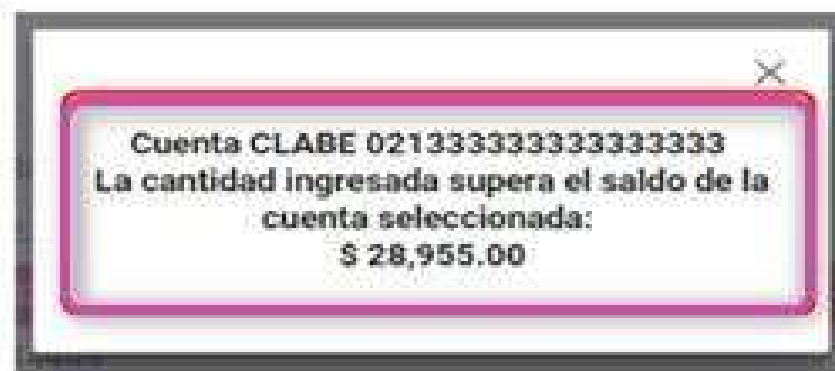 Cuenta CLABE 021333333333333333
La cantidad ingresada supera el saldo de la
cuenta seleccionada:
$ 28,955.00